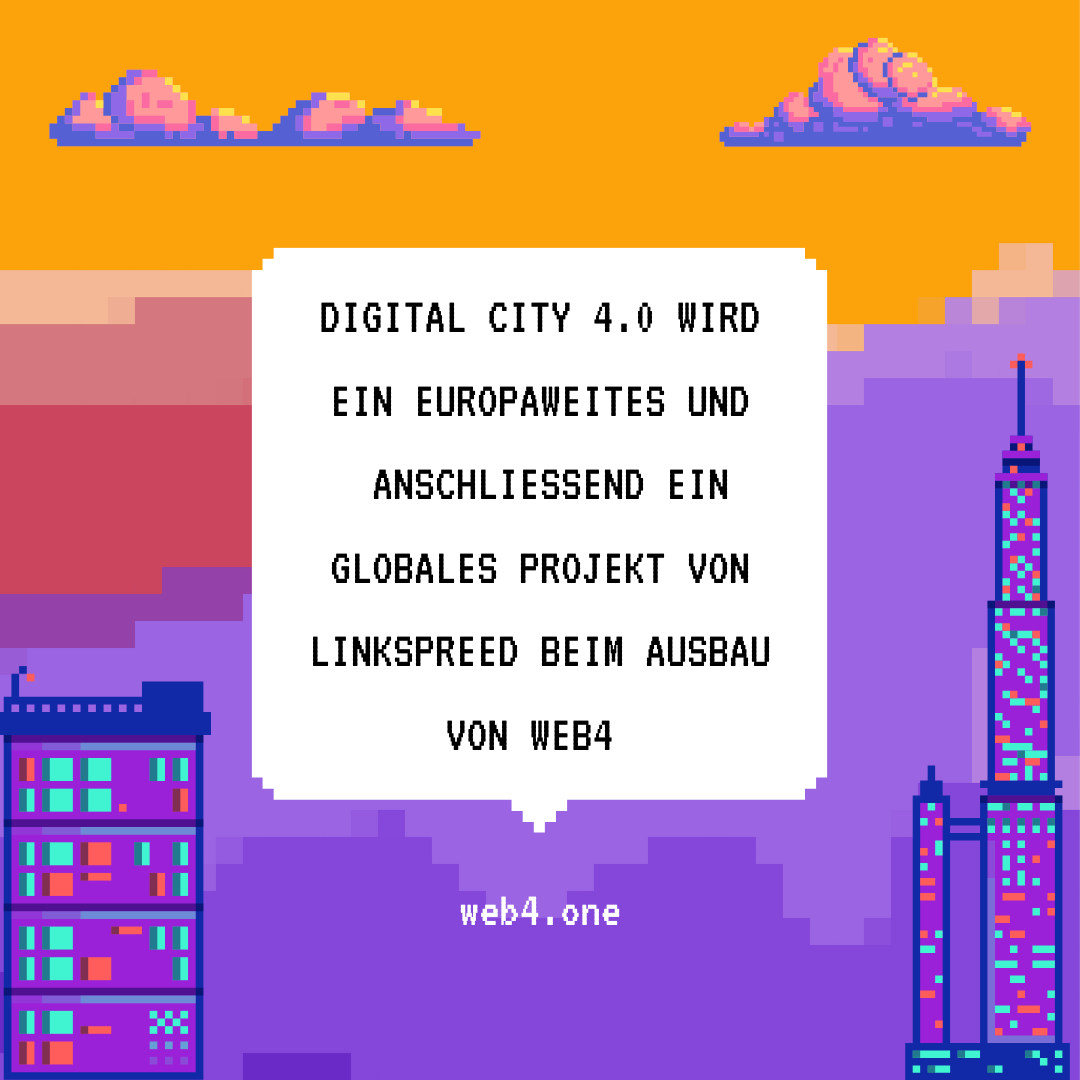 DIGITAL CITY 4.0 WIRD
EIN EUROPAWEITES UND
ANSCHLIESSEND EIN
GLOBALES PROJEKT VON
LINKSPREED BEIM AUSBAU
VON WEB4
web4.one